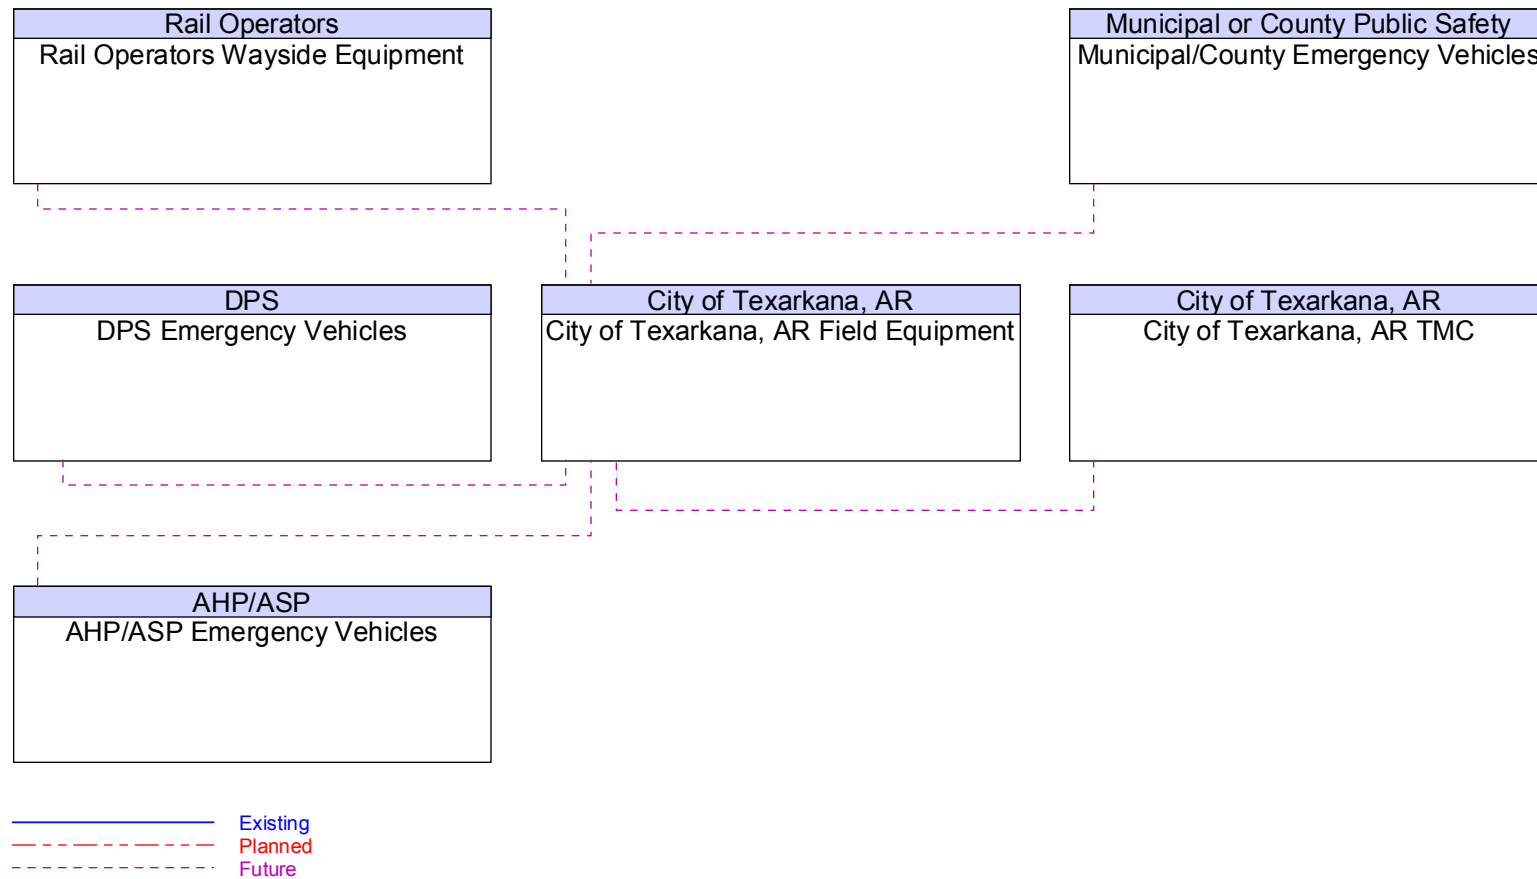 Rail Operators
Rail Operators Wayside Equipment
Municipal or County Public Safety
Municipal/County Emergency Vehicles
DPS
DPS Emergency Vehicles
City of Texarkana, AR
City of Texarkana, AR Field Equipment
City of Texarkana, AR
City of Texarkana, AR TMC
AHP/ASP
AHP/ASP Emergency Vehicles
Existing
Planned
Future